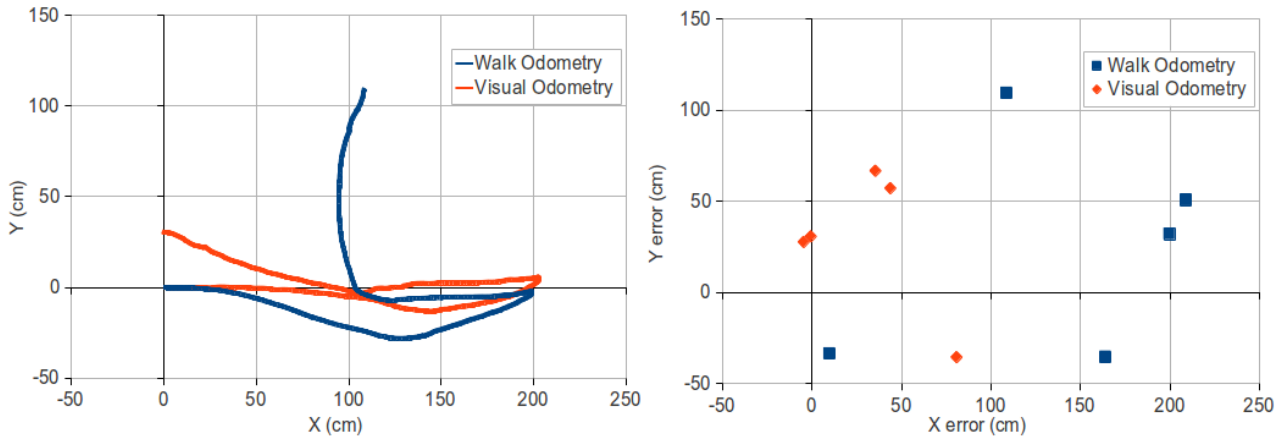 150
100
50
0
-50
Y (cm)
-50 0 50 100 150 200 250
X (cm)
Walk Odometry
Visual Odometry
150
100
50
0
-50
Y error (cm)
-50 0 50 100 150 200 250
X error (cm)
Walk Odometry
Visual Odometry